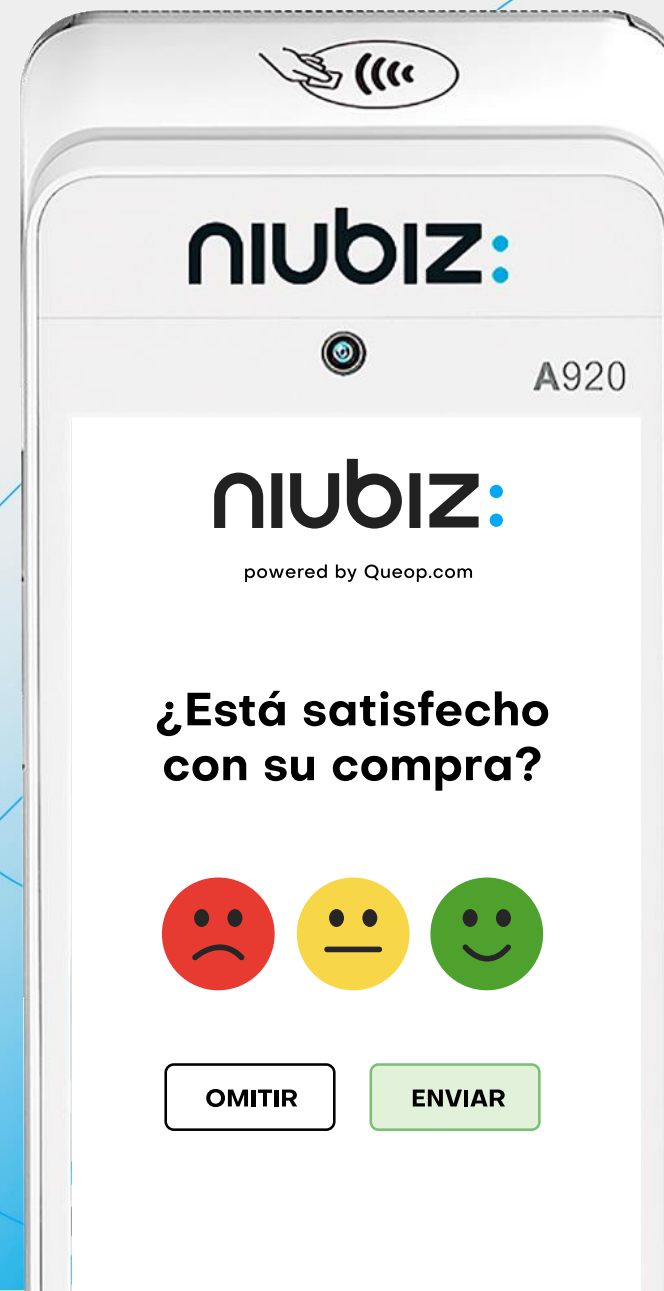 niubiz:
A920
niubiz:
powered by Queop.com
¿Está satisfecho
con su compra?
OMITIR
ENVIAR